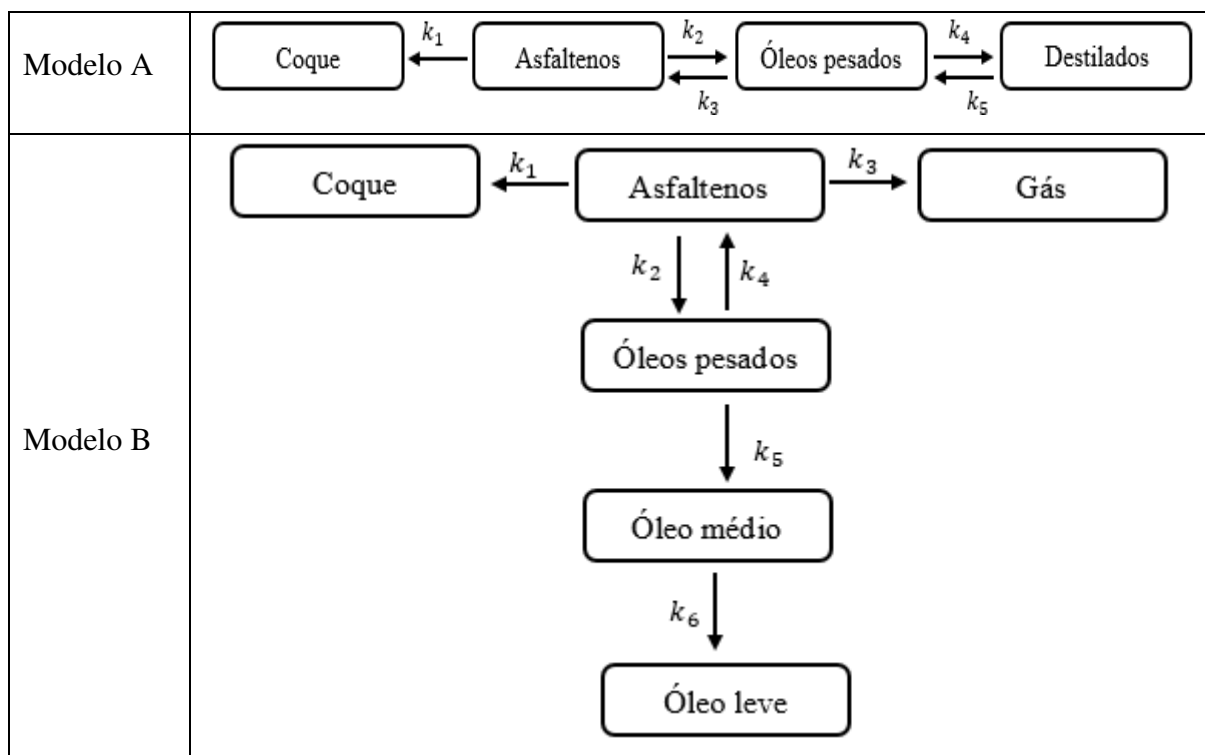 Modelo A
Coque
k₁
Asfaltenos
k₂
k₃
Óleos pesados
k₄
k₅
Destilados
Modelo B
Coque
k₁
Asfaltenos
k₃
Gás
k₂
k₄
Óleos pesados
k₅
Óleo médio
k₆
Óleo leve